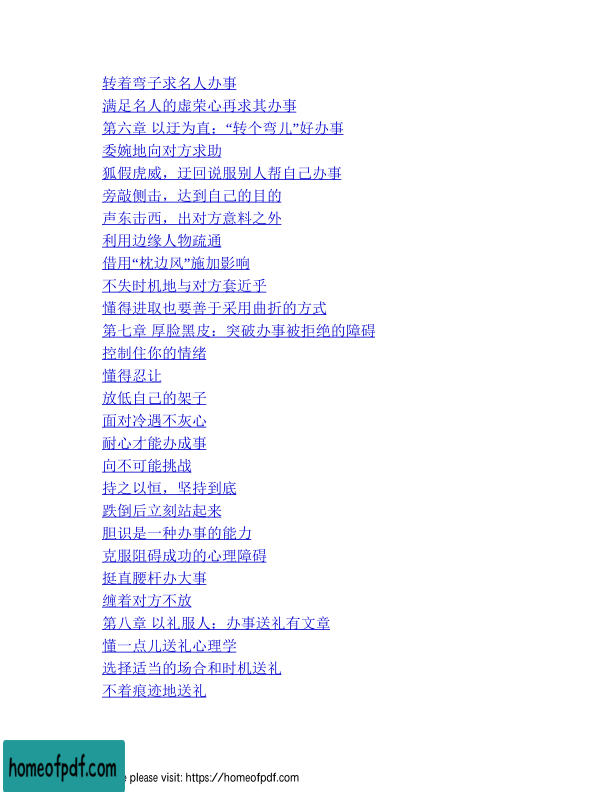 转着弯子求名人办事
满足名人的虚荣心再求其办事
第六章 以迂为直：“转个弯儿”好办事
委婉地向对方求助
狐假虎威，迂回说服别人帮自己办事
旁敲侧击，达到自己的目的
声东击西，出对方意料之外
利用边缘人物疏通
借用“枕边风”施加影响
不失时机地与对方套近乎
懂得进取也要善于采用曲折的方式
第七章 厚脸黑皮：突破办事被拒绝的障碍
控制住你的情绪
懂得忍让
放低自己的架子
面对冷遇不灰心
耐心才能办成事
向不可能挑战
持之以恒，坚持到底
跌倒后立刻站起来
胆识是一种办事的能力
克服阻碍成功的心理障碍
挺直腰杆办大事
缠着对方不放
第八章 以礼服人：办事送礼有文章
懂一点儿送礼心理学
选择适当的场合和时机送礼
不着痕迹地送礼
homeofpdf.com
please visit: https://homeofpdf.com